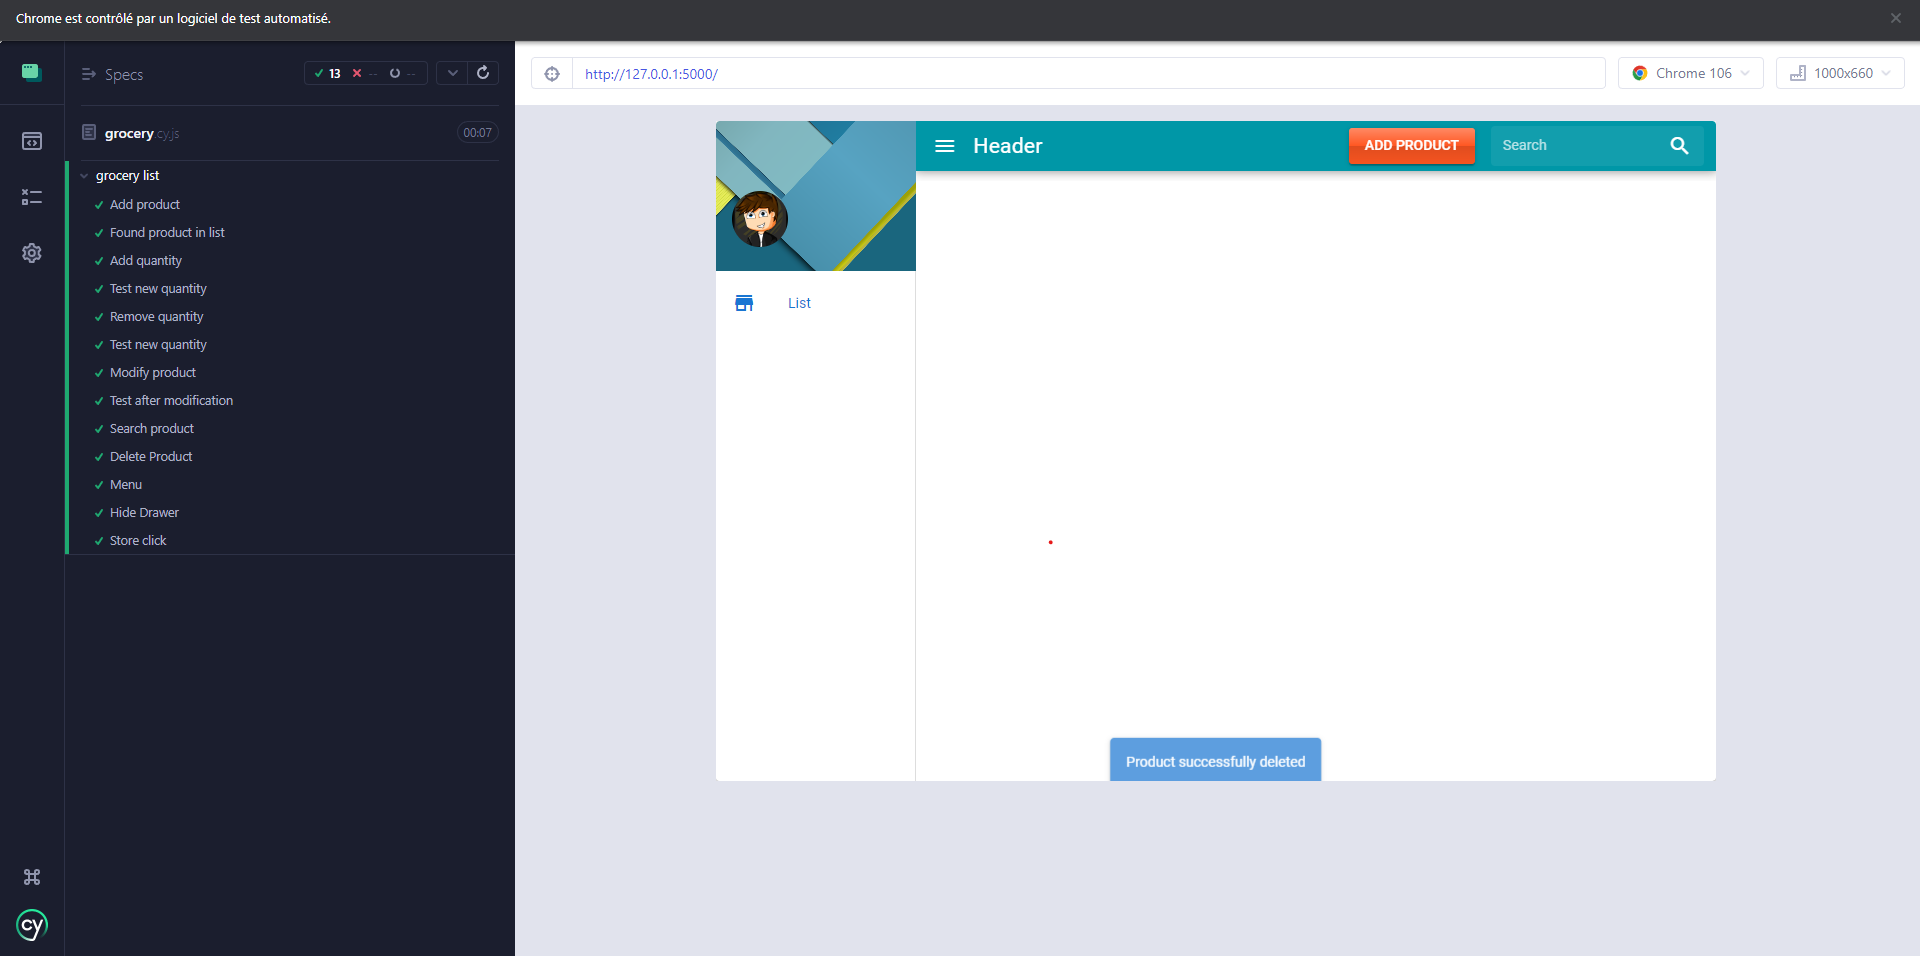 Chrome est contrôlé par un logiciel de test automatisé.
Specs
13 -- --
grocery.cy.js 00:07
grocery list
Add product
Found product in list
Add quantity
Test new quantity
Remove quantity
Test new quantity
Modify product
Test after modification
Search product
Delete Product
Menu
Hide Drawer
Store click
cy
http://127.0.0.1:5000/
Chrome 106
1000x660
Header
ADD PRODUCT
Search
List
Product successfully deleted